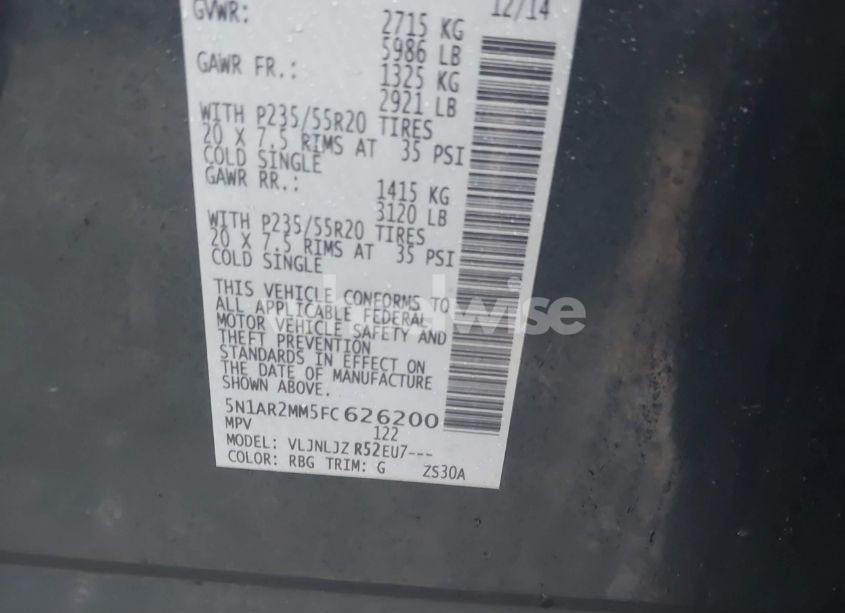 GVWR: 12/14
2715 KG
5986 LB
GAWR FR.: 1325 KG
2921 LB
WITH P235/55R20 TIRES
20 X 7.5 RIMS AT 35 PSI
COLD SINGLE
GAWR RR.: 1415 KG
3120 LB
WITH P235/55R20 TIRES
20 X 7.5 RIMS AT 35 PSI
COLD SINGLE
THIS VEHICLE CONFORMS TO
ALL APPLICABLE FEDERAL
MOTOR VEHICLE SAFETY AND
THEFT PREVENTION
STANDARDS IN EFFECT ON
THE DATE OF MANUFACTURE
SHOWN ABOVE.
5N1AR2MM5FC626200
MPV 122
MODEL: VLJNLJZ R52EU7---
COLOR: RBG TRIM: G ZS30A